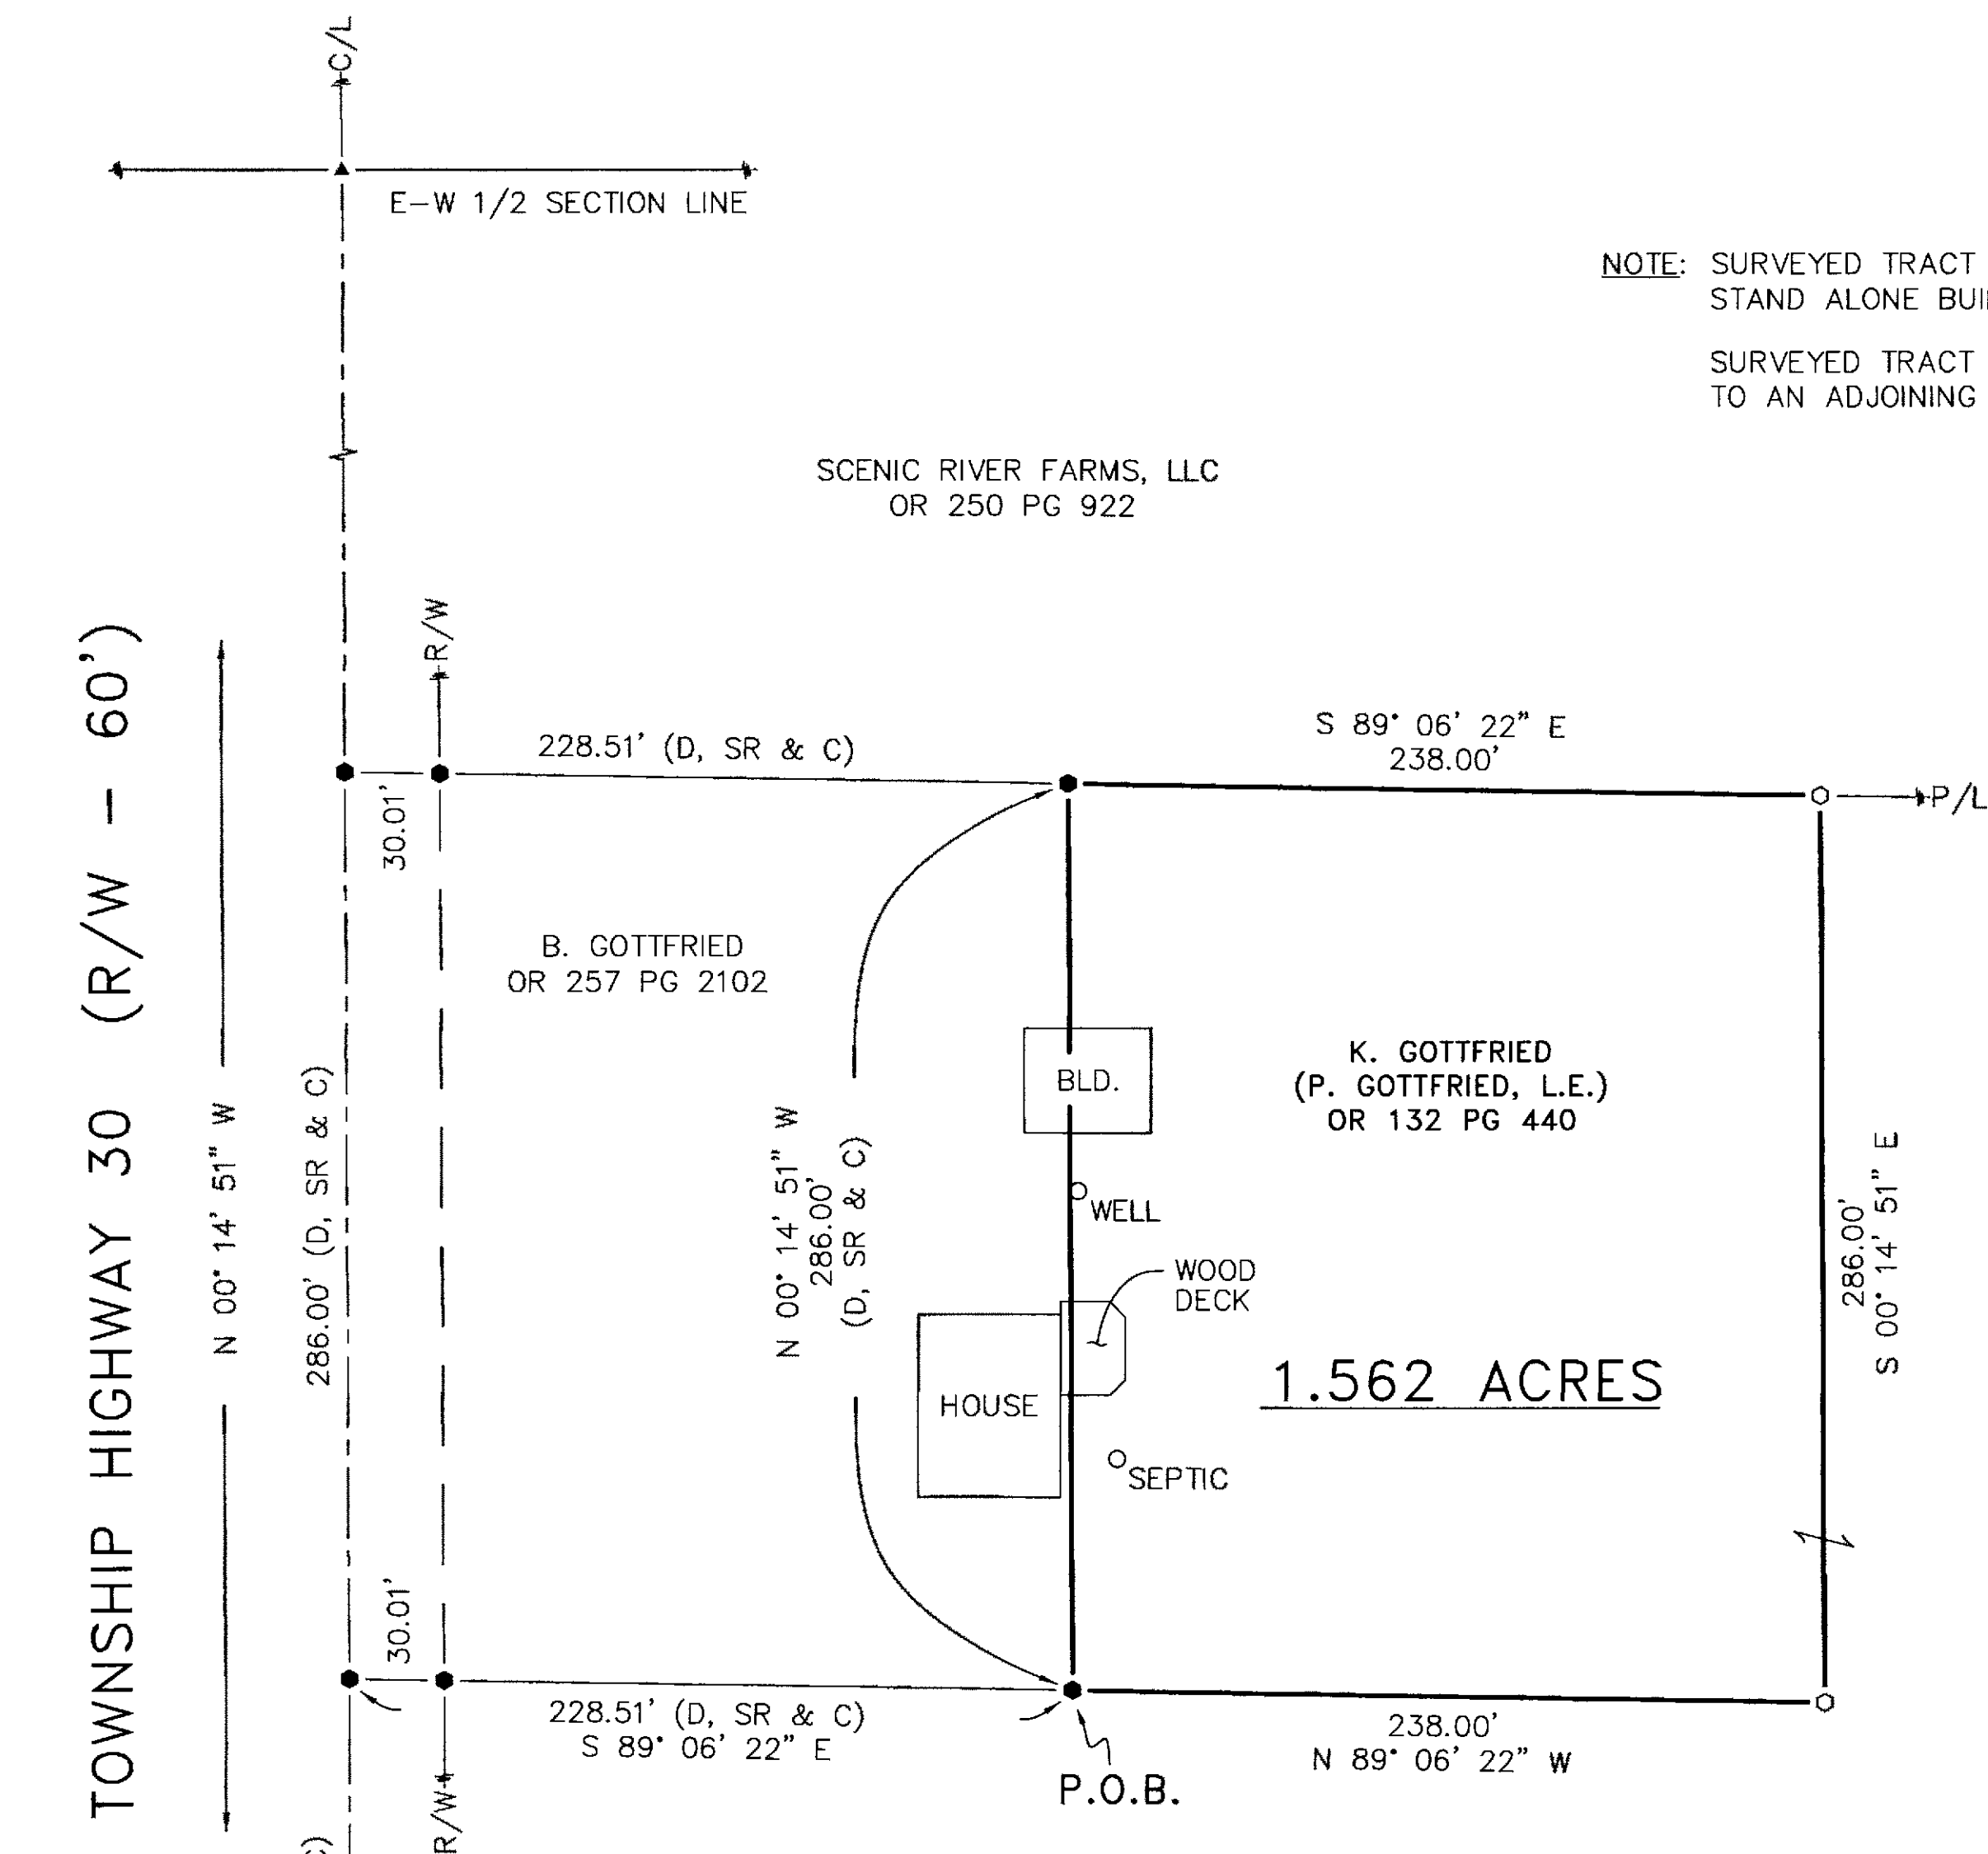 C/L
E-W 1/2 SECTION LINE
NOTE: SURVEYED TRACT
STAND ALONE
SURVEYED TRACT
TO AN ADJOINING
SCENIC RIVER FARMS, LLC
OR 250 PG 922
TOWNSHIP HIGHWAY 30 (R/W - 60')
N 00° 14' 51" W
286.00' (D, SR & C)
R/W
228.51' (D, SR & C)
30.01'
S 89° 06' 22" E
238.00'
P/L
B. GOTTFRIED
OR 257 PG 2102
N 00° 14' 51" W
286.00'
(D, SR & C)
BLD.
K. GOTTFRIED
(P. GOTTFRIED, L.E.)
OR 132 PG 440
WELL
WOOD
DECK
HOUSE
1.562 ACRES
SEPTIC
286.00'
S 00° 14' 51" E
30.01'
228.51' (D, SR & C)
S 89° 06' 22" E
238.00'
N 89° 06' 22" W
P.O.B.
R/W